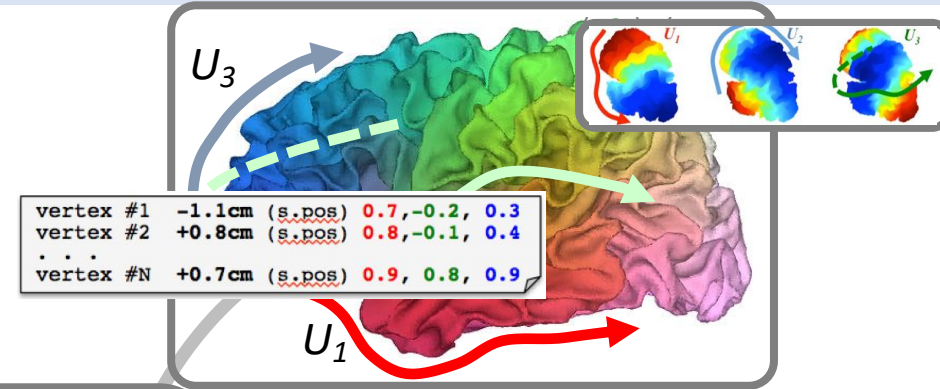 U3
U1 U2 U3
vertex #1 -1.1cm (s.pos) 0.7,-0.2, 0.3
vertex #2 +0.8cm (s.pos) 0.8,-0.1, 0.4
. . .
vertex #N +0.7cm (s.pos) 0.9, 0.8, 0.9
U1